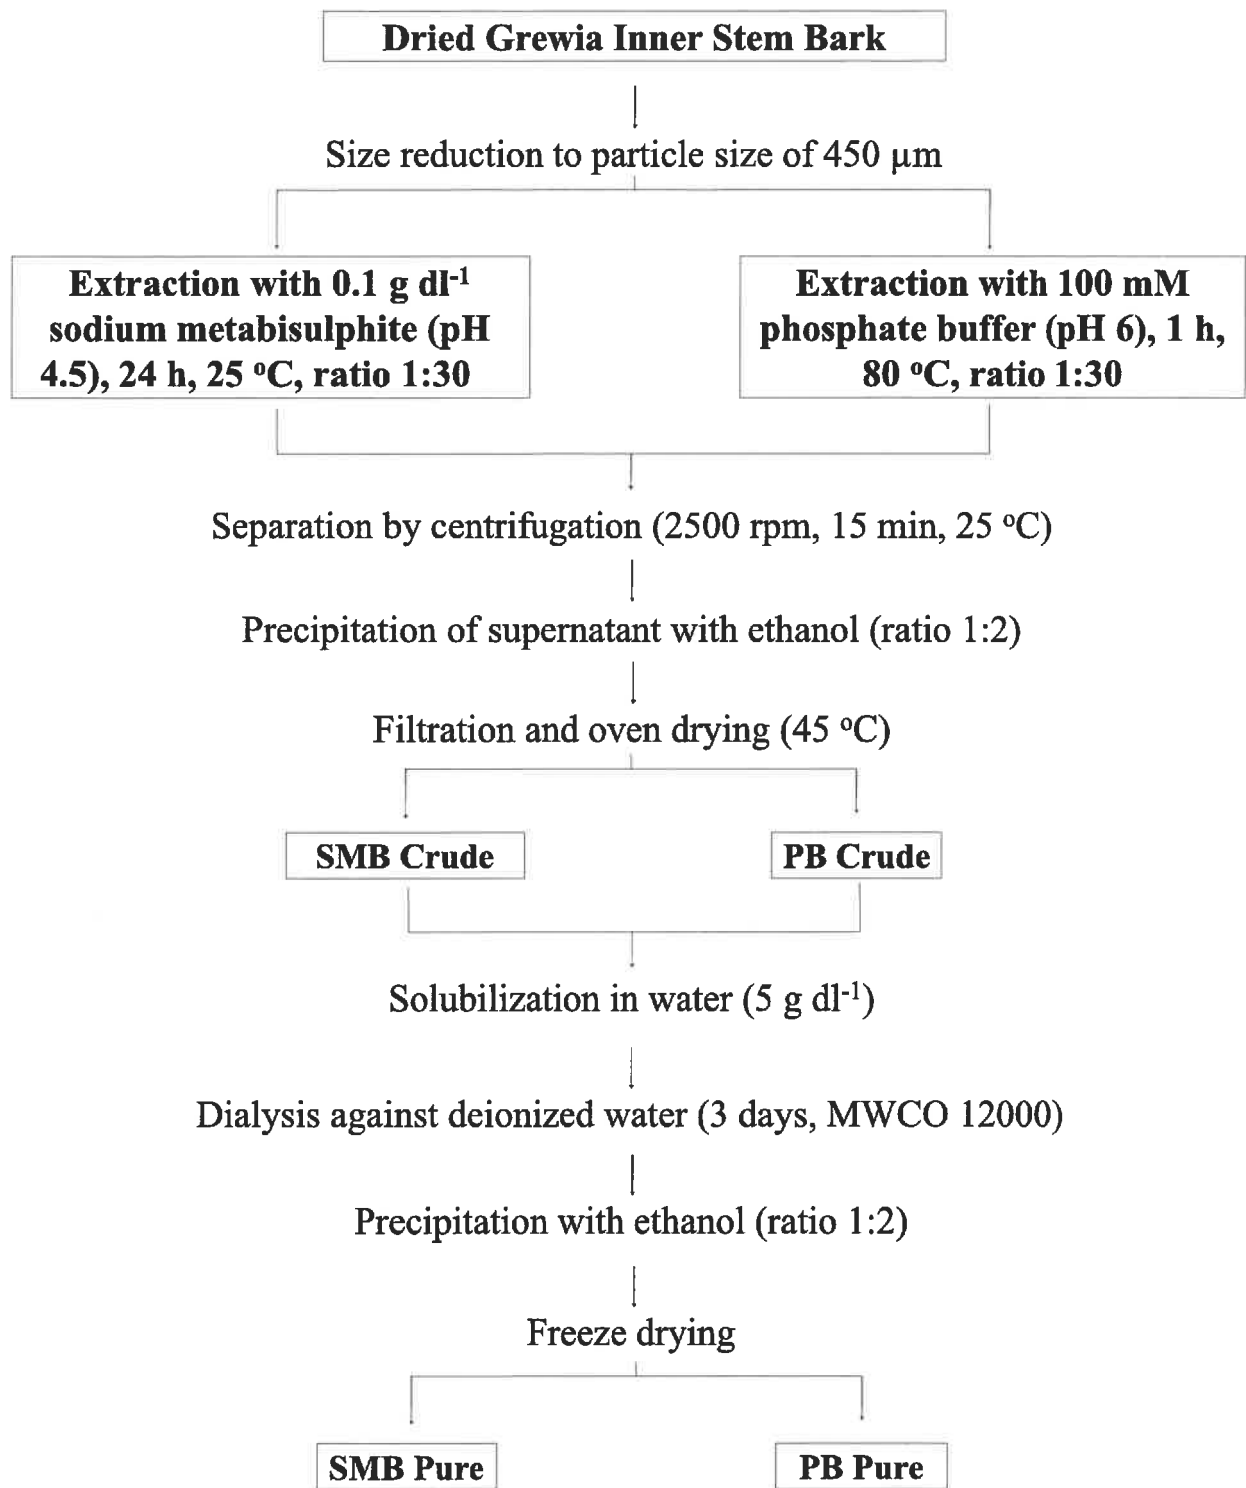 Dried Grewia Inner Stem Bark
Size reduction to particle size of 450 µm
Extraction with 0.1 g dl⁻¹
sodium metabisulphite (pH
4.5), 24 h, 25 ºC, ratio 1:30
Extraction with 100 mM
phosphate buffer (pH 6), 1 h,
80 ºC, ratio 1:30
Separation by centrifugation (2500 rpm, 15 min, 25 ºC)
Precipitation of supernatant with ethanol (ratio 1:2)
Filtration and oven drying (45 ºC)
SMB Crude
PB Crude
Solubilization in water (5 g dl⁻¹)
Dialysis against deionized water (3 days, MWCO 12000)
Precipitation with ethanol (ratio 1:2)
Freeze drying
SMB Pure
PB Pure